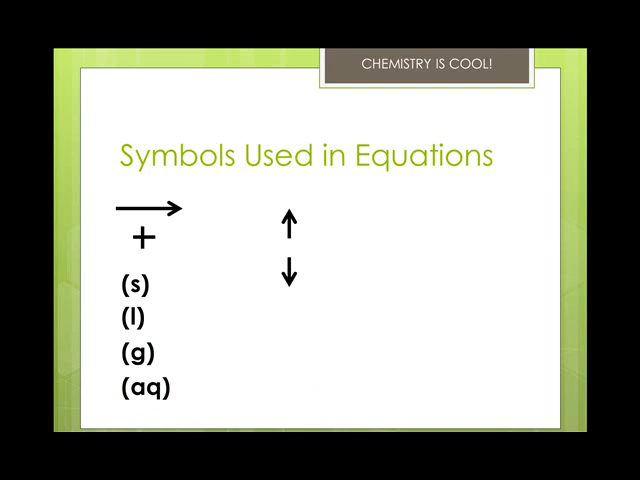 CHEMISTRY IS COOL!
Symbols Used in Equations
→
+
(s)
(l)
(g)
(aq)
↑
↓